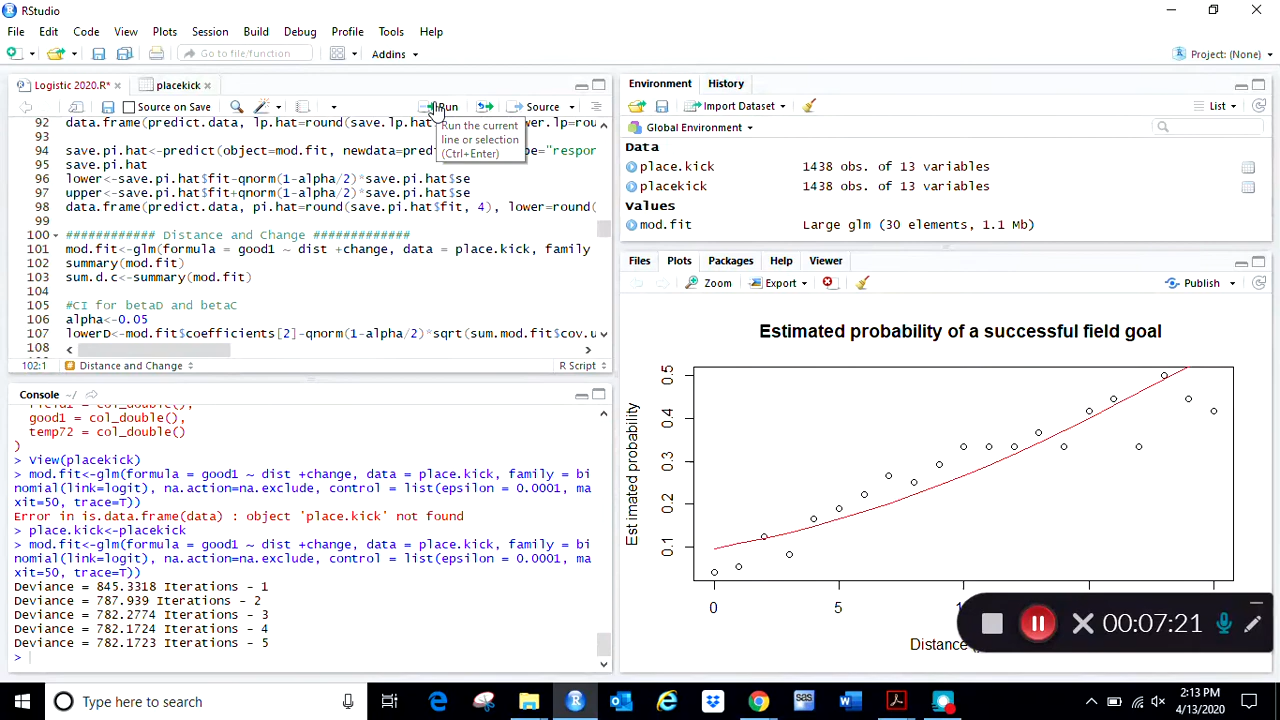 RStudio
File Edit Code View Plots Session Build Debug Profile Tools Help
Go to file/function Addins Project: (None)
Logistic 2020.R* placekick
Source on Save Run Source
Run the current
line or selection
(Ctrl+Enter)
92 data.frame(predict.data, lp.hat=round(save.lp.hat
93
94 save.pi.hat<-predict(object=mod.fit, newdata=pred
95 save.pi.hat
96 lower<-save.pi.hat$fit-qnorm(1-alpha/2)*save.pi.hat$se
97 upper<-save.pi.hat$fit+qnorm(1-alpha/2)*save.pi.hat$se
98 data.frame(predict.data, pi.hat=round(save.pi.hat$fit, 4), lower=round(
99
100 ############ Distance and Change #############
101 mod.fit<-glm(formula = good1 ~ dist +change, data = place.kick, family
102 summary(mod.fit)
103 sum.d.c<-summary(mod.fit)
104
105 #CI for betaD and betaC
106 alpha<-0.05
107 lowerD<-mod.fit$coefficients[2]-qnorm(1-alpha/2)*sqrt(sum.mod.fit$cov.u
108
102:1 Distance and Change R Script
Console ~/
field1 = col_double(),
good1 = col_double(),
temp72 = col_double()
)
> View(placekick)
> mod.fit<-glm(formula = good1 ~ dist +change, data = place.kick, family = bi
nomial(link=logit), na.action=na.exclude, control = list(epsilon = 0.0001, ma
xit=50, trace=T))
Error in is.data.frame(data) : object 'place.kick' not found
> place.kick<-placekick
> mod.fit<-glm(formula = good1 ~ dist +change, data = place.kick, family = bi
nomial(link=logit), na.action=na.exclude, control = list(epsilon = 0.0001, ma
xit=50, trace=T))
Deviance = 845.3318 Iterations - 1
Deviance = 787.939 Iterations - 2
Deviance = 782.2774 Iterations - 3
Deviance = 782.1724 Iterations - 4
Deviance = 782.1723 Iterations - 5
>
Environment History
Import Dataset List
Global Environment
Data
place.kick 1438 obs. of 13 variables
placekick 1438 obs. of 13 variables
Values
mod.fit Large glm (30 elements, 1.1 Mb)
Files Plots Packages Help Viewer
Zoom Export Publish
Estimated probability of a successful field goal
Estimated probability
0.5
0.4
0.3
0.2
0.1
0 5
Distance
00:07:21
Type here to search
2:13 PM
4/13/2020